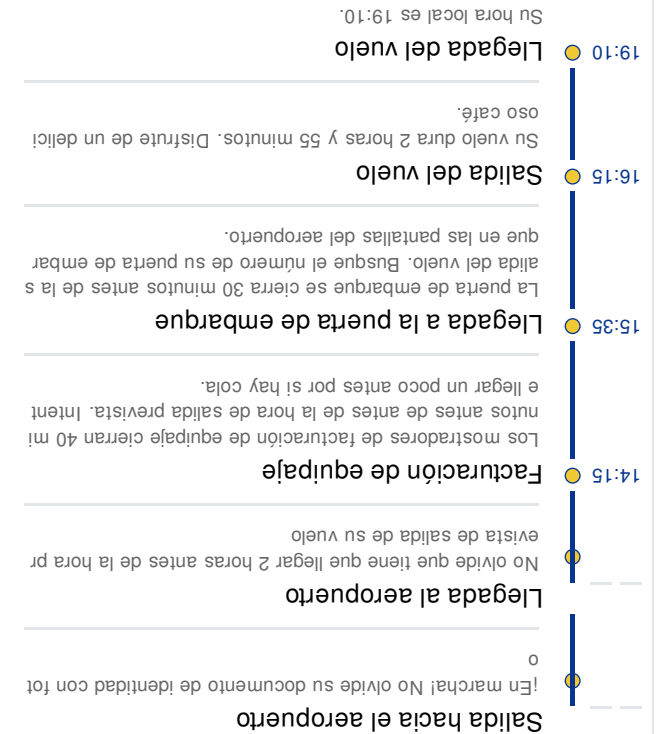 Salida hacia el aeropuerto
¡En marcha! No olvide su documento de identidad con fot
o
Llegada al aeropuerto
No olvide que tiene que llegar 2 horas antes de la hora pr
evista de salida de su vuelo
14:15 Facturación de equipaje
Los mostradores de facturación de equipaje cierran 40 mi
nutos antes de antes de la hora de salida prevista. Intent
e llegar un poco antes por si hay cola.
15:35 Llegada a la puerta de embarque
La puerta de embarque se cierra 30 minutos antes de la s
alida del vuelo. Busque el número de su puerta de embar
que en las pantallas del aeropuerto.
16:15 Salida del vuelo
Su vuelo dura 2 horas y 55 minutos. Disfrute de un delici
oso café.
19:10 Llegada del vuelo
Su hora local es 19:10.